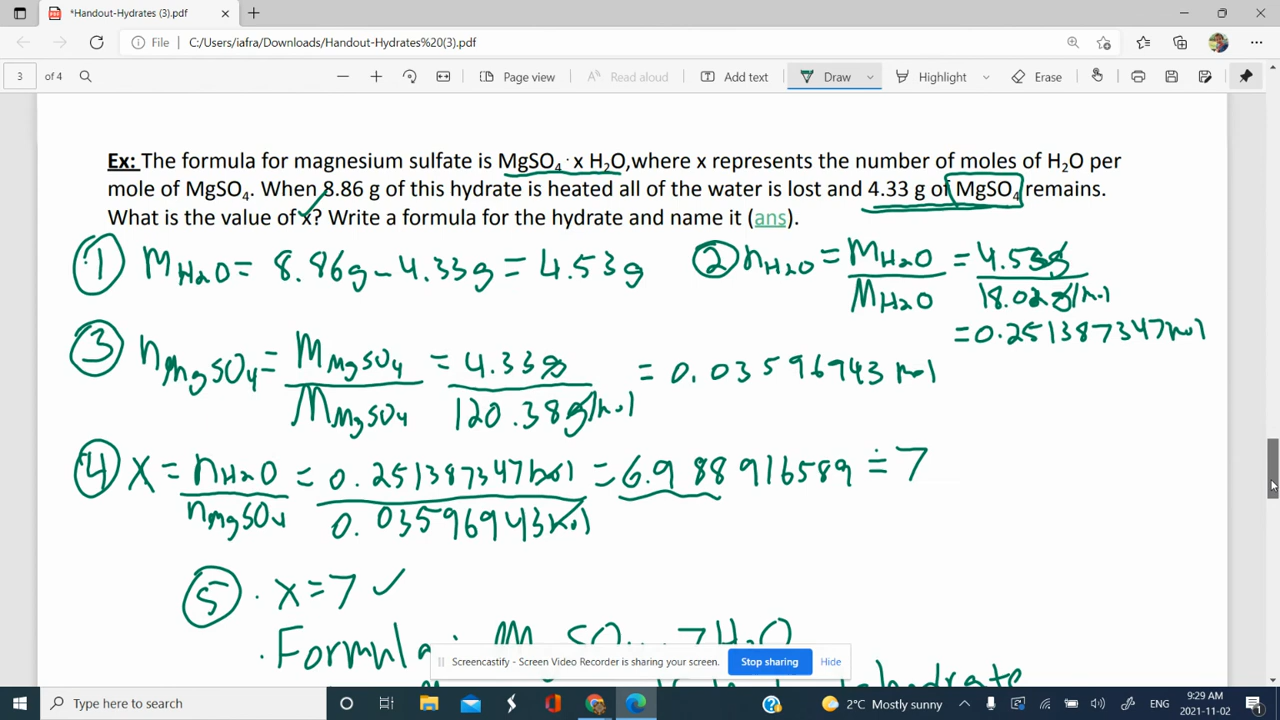 *Handout-Hydrates (3).pdf
File C:/Users/iafra/Downloads/Handout-Hydrates%20(3).pdf
3 of 4 Page view Read aloud Add text Draw Highlight Erase
Ex: The formula for magnesium sulfate is MgSO₄·x H₂O,where x represents the number of moles of H₂O per
mole of MgSO₄. When 8.86 g of this hydrate is heated all of the water is lost and 4.33 g of MgSO₄ remains.
What is the value of x? Write a formula for the hydrate and name it (ans).
① mH₂O = 8.86g - 4.33g = 4.53g
② nH₂O = mH₂O / MH₂O = 4.53g / 18.02g/mol
= 0.251387347mol
③ nMgSO₄ = mMgSO₄ / MMgSO₄ = 4.33g / 120.38g/mol = 0.03596943 mol
④ x = nH₂O / nMgSO₄ = 0.251387347mol / 0.03596943mol = 6.988916589 ≐ 7
⑤ · x = 7 ✓
· Formula: MgSO₄·7H₂O
hydrate
Screencastify - Screen Video Recorder is sharing your screen. Stop sharing Hide
Type here to search
2°C Mostly sunny ENG 9:29 AM
2021-11-02